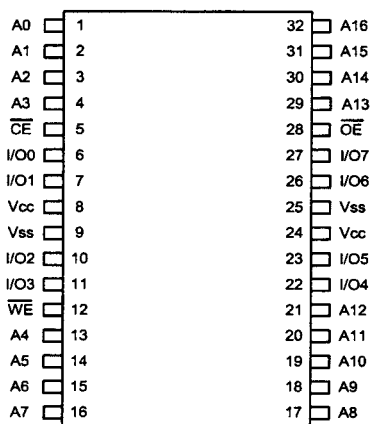 A0 1 32 A16
A1 2 31 A15
A2 3 30 A14
A3 4 29 A13
C̅E̅ 5 28 O̅E̅
I/O0 6 27 I/O7
I/O1 7 26 I/O6
Vcc 8 25 Vss
Vss 9 24 Vcc
I/O2 10 23 I/O5
I/O3 11 22 I/O4
W̅E̅ 12 21 A12
A4 13 20 A11
A5 14 19 A10
A6 15 18 A9
A7 16 17 A8